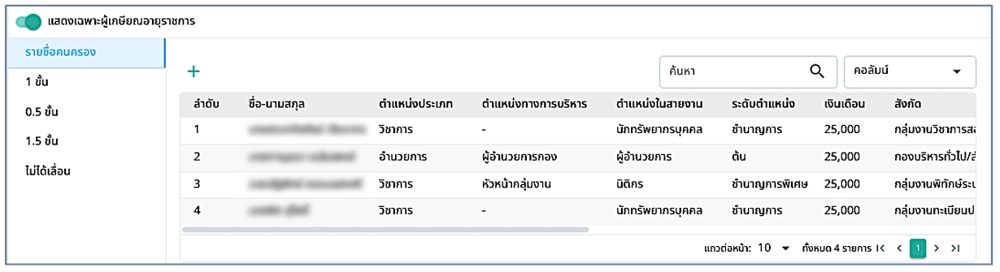 แสดงเฉพาะผู้เกษียณอายุราชการ
รายชื่อคนครอง
1 ขั้น
0.5 ขั้น
1.5 ขั้น
ไม่ได้เลื่อน
ค้นหา
คอลัมน์
ลำดับ ชื่อ-นามสกุล ตำแหน่งประเภท ตำแหน่งทางการบริหาร ตำแหน่งในสายงาน ระดับตำแหน่ง เงินเดือน สังกัด
1 วิชาการ - นักทรัพยากรบุคคล ชำนาญการ 25,000 กลุ่มงานวิชาการส
2 อำนวยการ ผู้อำนวยการกอง ผู้อำนวยการ ต้น 25,000 กองบริหารทั่วไป/
3 วิชาการ หัวหน้ากลุ่มงาน นิติกร ชำนาญการพิเศษ 25,000 กลุ่มงานพิทักษ์ระ
4 วิชาการ - นักทรัพยากรบุคคล ชำนาญการ 25,000 กลุ่มงานทะเบียนป
แถวต่อหน้า: 10 ทั้งหมด 4 รายการ 1